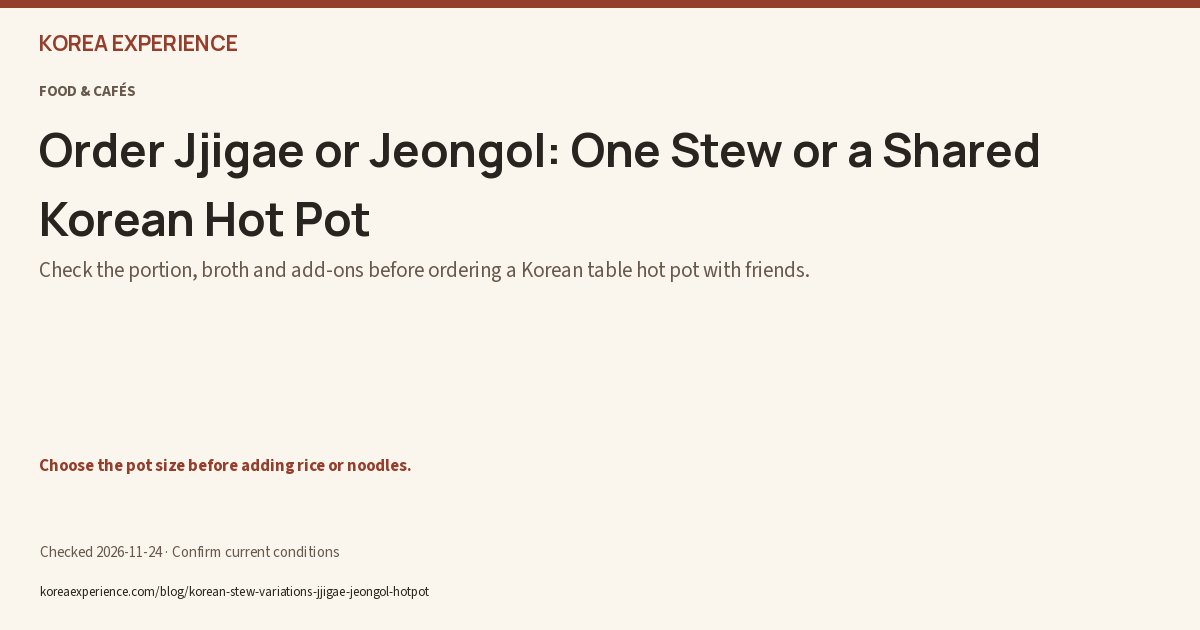 KOREA EXPERIENCE
FOOD & CAFÉS
Order Jjigae or Jeongol: One Stew or a Shared
Korean Hot Pot
Check the portion, broth and add-ons before ordering a Korean table hot pot with friends.
Choose the pot size before adding rice or noodles.
Checked 2026-11-24 · Confirm current conditions
koreaexperience.com/blog/korean-stew-variations-jjigae-jeongol-hotpot